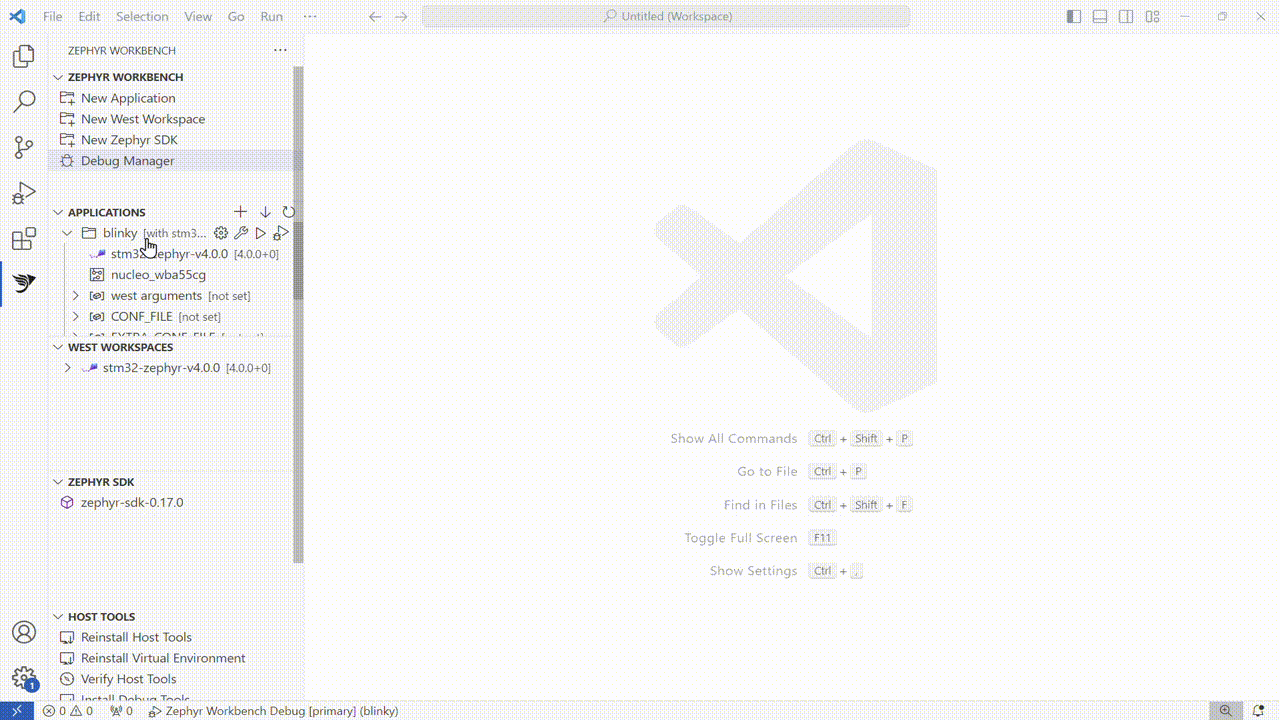 File Edit Selection View Go Run ···
Untitled (Workspace)
ZEPHYR WORKBENCH ···
ZEPHYR WORKBENCH
New Application
New West Workspace
New Zephyr SDK
Debug Manager
APPLICATIONS
blinky [with stm3...
stm32-zephyr-v4.0.0 [4.0.0+0]
nucleo_wba55cg
west arguments [not set]
CONF_FILE [not set]
EXTRA_CONF_FILE [not set]
WEST WORKSPACES
stm32-zephyr-v4.0.0 [4.0.0+0]
ZEPHYR SDK
zephyr-sdk-0.17.0
HOST TOOLS
Reinstall Host Tools
Reinstall Virtual Environment
Verify Host Tools
Install Debug Tools
Show All Commands Ctrl + Shift + P
Go to File Ctrl + P
Find in Files Ctrl + Shift + F
Toggle Full Screen F11
Show Settings Ctrl + ,
1
0 0 0 Zephyr Workbench Debug [primary] (blinky)